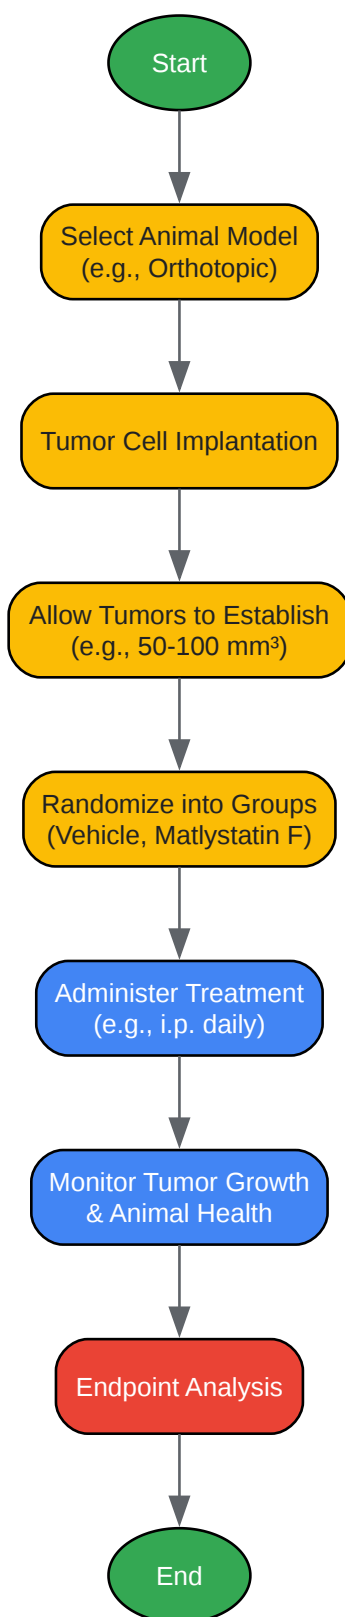 Start
Select Animal Model
(e.g., Orthotopic)
Tumor Cell Implantation
Allow Tumors to Establish
(e.g., 50-100 mm³)
Randomize into Groups
(Vehicle, Matlystatin F)
Administer Treatment
(e.g., i.p. daily)
Monitor Tumor Growth
& Animal Health
Endpoint Analysis
End